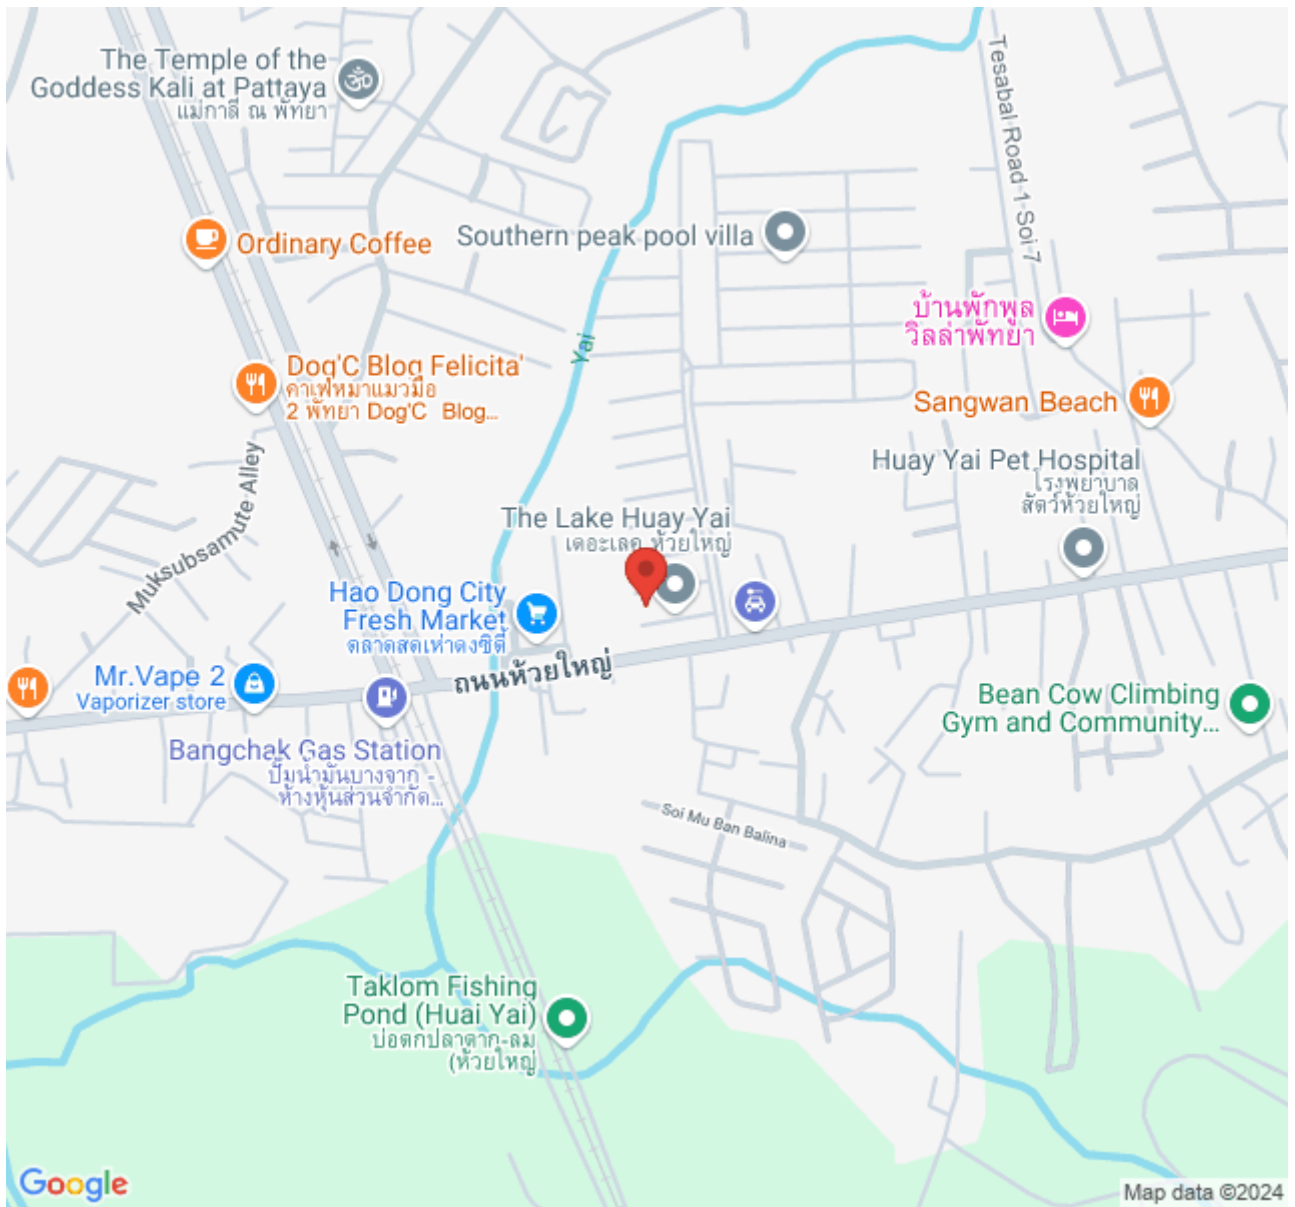 The Temple of the
Goddess Kali at Pattaya
แม่กาลี ณ พัทยา
Tesabal Road 1 Soi 7
Ordinary Coffee
Southern peak pool villa
Yai
บ้านพักพูล
วิลล่าพัทยา
Dog'C Blog Felicita'
คาเฟ่หมาแมวมือ
2 พัทยา Dog'C Blog...
Sangwan Beach
Muksubsamute Alley
Huay Yai Pet Hospital
โรงพยาบาล
สัตว์ห้วยใหญ่
The Lake Huay Yai
เดอะเลค ห้วยใหญ่
Hao Dong City
Fresh Market
ตลาดสดเห่าดงซิตี้
ถนนห้วยใหญ่
Mr.Vape 2
Vaporizer store
Bean Cow Climbing
Gym and Community...
Bangchak Gas Station
ปั๊มน้ำมันบางจาก -
ห้างหุ้นส่วนจำกัด...
Soi Mu Ban Balina
Taklom Fishing
Pond (Huai Yai)
บ่อตกปลาตาก-ลม
(ห้วยใหญ่
Google
Map data ©2024